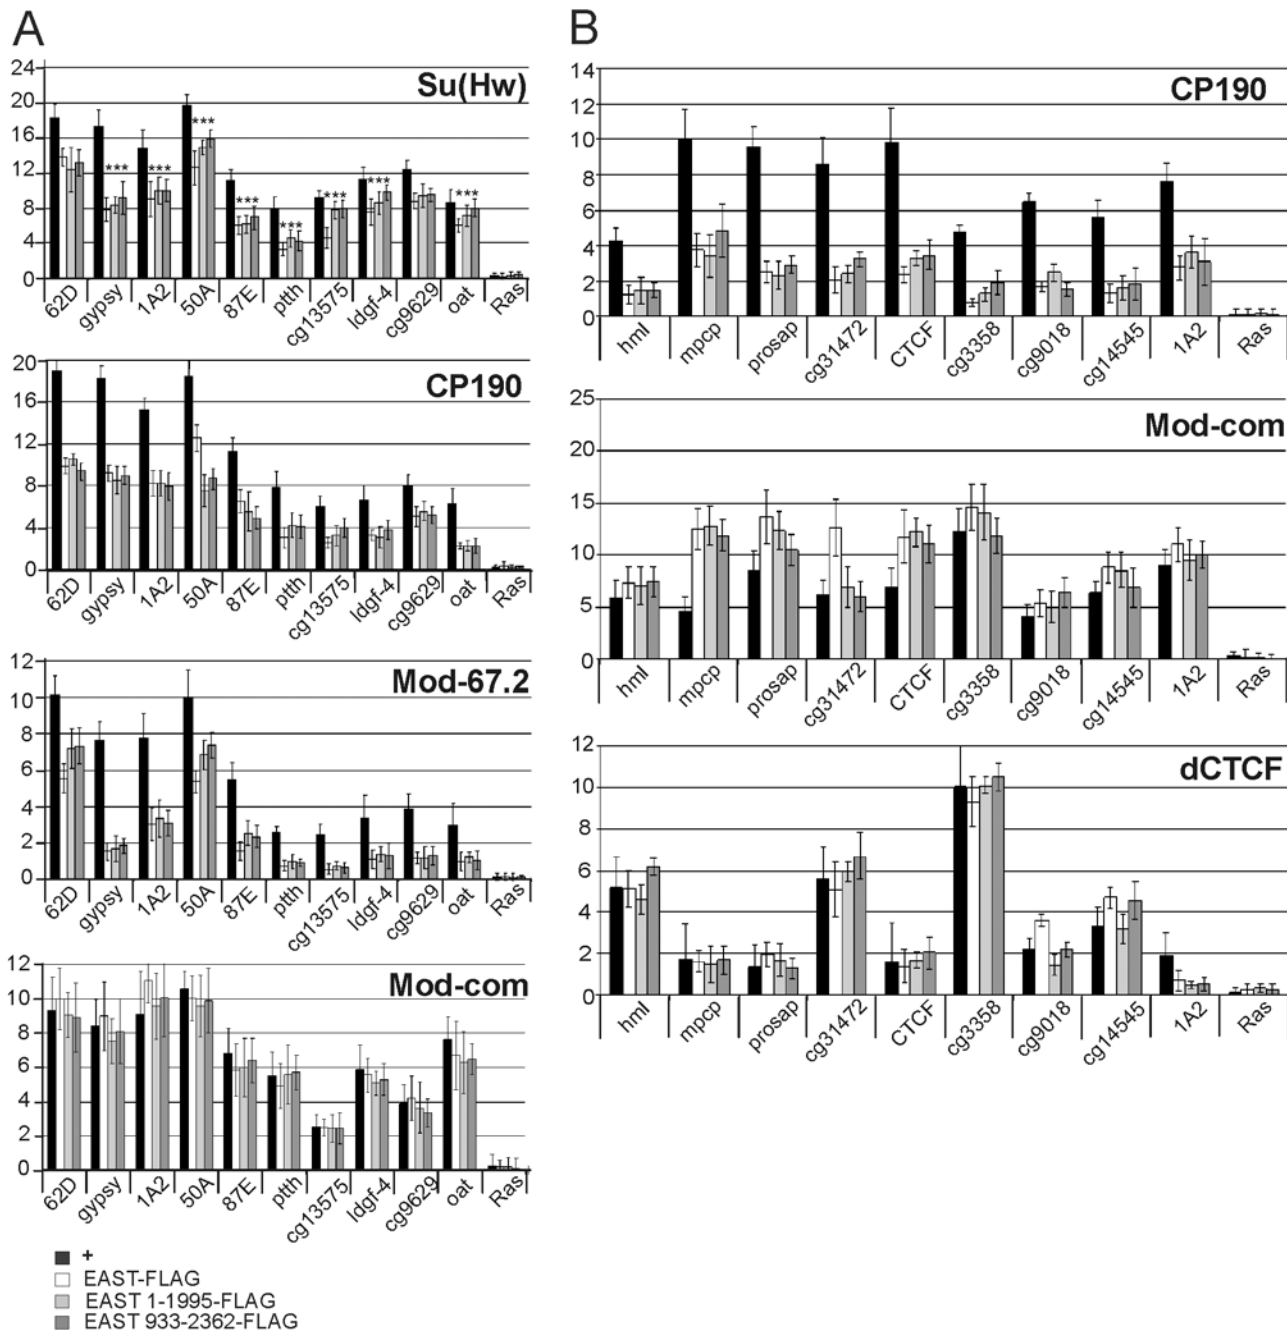 A
B
Su(Hw)
24
20
16
12
8
4
0
***
***
***
***
***
***
***
***
62D
gypsy
1A2
50A
87E
ptth
cg13575
ldgf-4
cg9629
oat
Ras
CP190
20
16
12
8
4
0
62D
gypsy
1A2
50A
87E
ptth
cg13575
ldgf-4
cg9629
oat
Ras
Mod-67.2
12
10
8
6
4
2
0
62D
gypsy
1A2
50A
87E
ptth
cg13575
ldgf-4
cg9629
oat
Ras
Mod-com
12
10
8
6
4
2
0
62D
gypsy
1A2
50A
87E
ptth
cg13575
ldgf-4
cg9629
oat
Ras
+
EAST-FLAG
EAST 1-1995-FLAG
EAST 933-2362-FLAG
CP190
14
12
10
8
6
4
2
0
hml
mpcp
prosap
cg31472
CTCF
cg3358
cg9018
cg14545
1A2
Ras
Mod-com
25
20
15
10
5
0
hml
mpcp
prosap
cg31472
CTCF
cg3358
cg9018
cg14545
1A2
Ras
dCTCF
12
10
8
6
4
2
0
hml
mpcp
prosap
cg31472
CTCF
cg3358
cg9018
cg14545
1A2
Ras